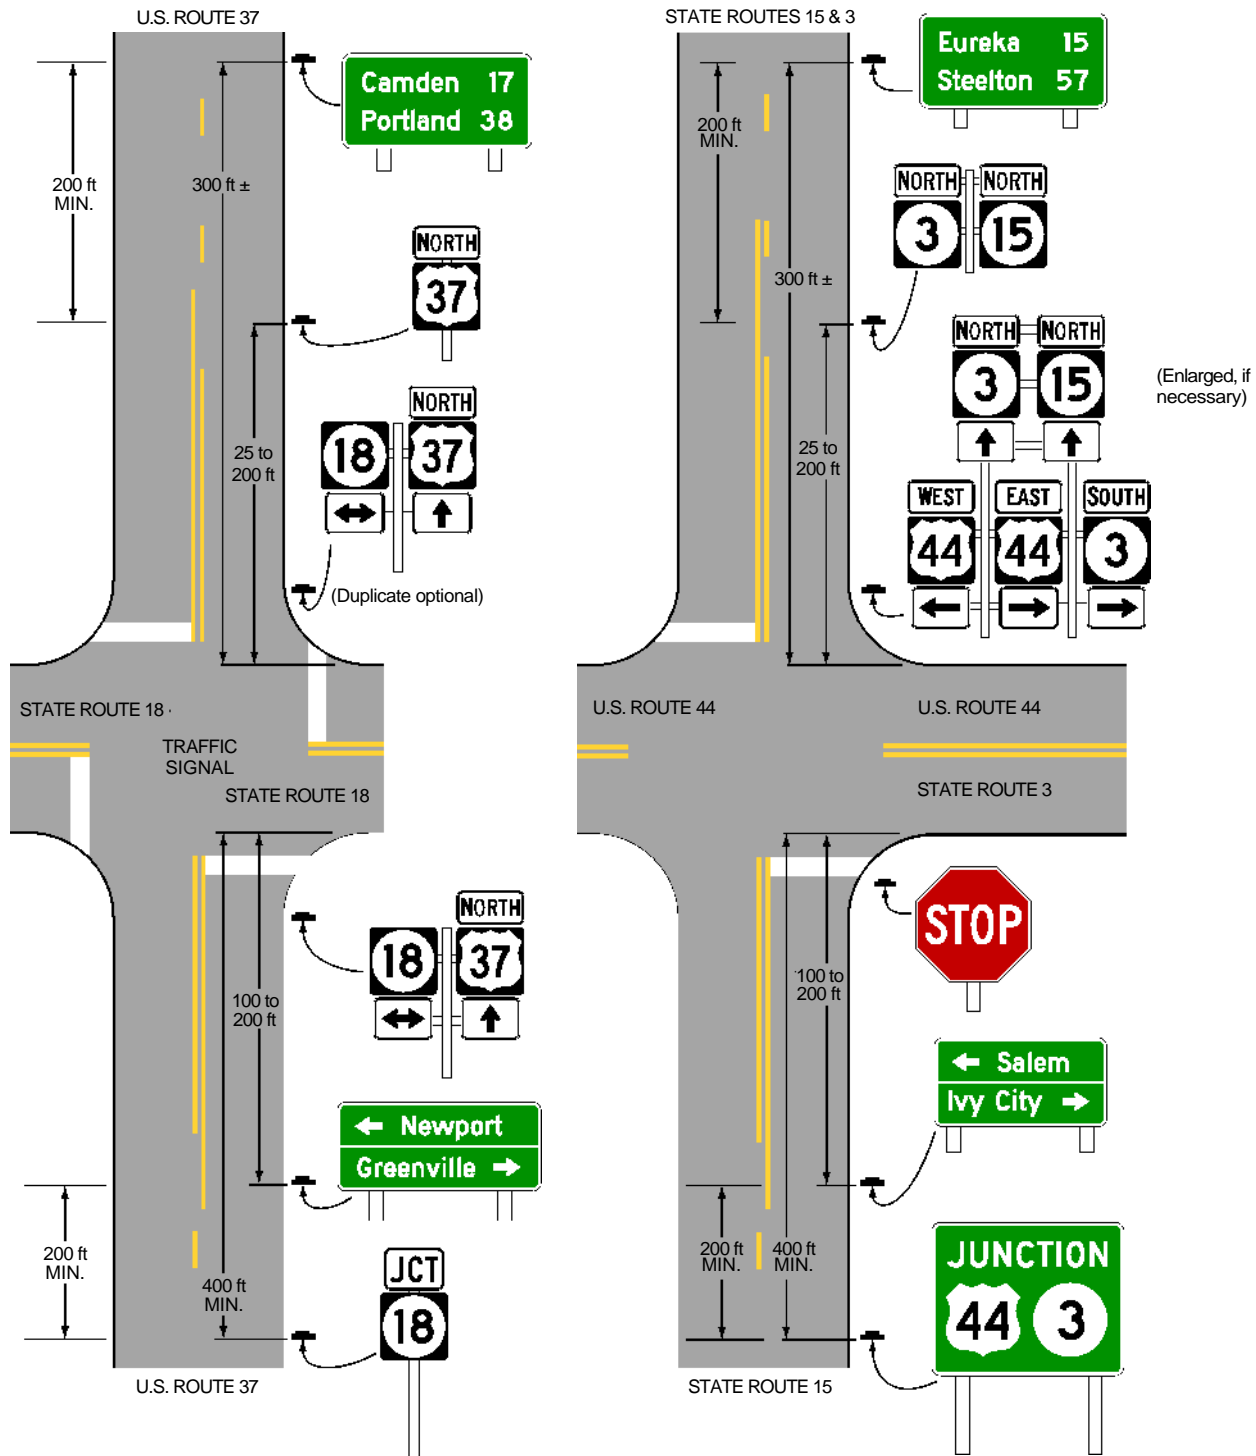 U.S. ROUTE 37
Camden 17
Portland 38
200 ft
MIN.
300 ft ±
NORTH
37
25 to
200 ft
NORTH
18 37
(Duplicate optional)
STATE ROUTE 18
TRAFFIC
SIGNAL
STATE ROUTE 18
NORTH
18 37
100 to
200 ft
← Newport
Greenville →
200 ft
MIN.
400 ft
MIN.
JCT
18
U.S. ROUTE 37
STATE ROUTES 15 & 3
Eureka 15
Steelton 57
200 ft
MIN.
300 ft ±
NORTH NORTH
3 15
NORTH NORTH
3 15
(Enlarged, if
necessary)
25 to
200 ft
WEST EAST SOUTH
44 44 3
U.S. ROUTE 44
U.S. ROUTE 44
STATE ROUTE 3
STOP
100 to
200 ft
← Salem
Ivy City →
200 ft
MIN.
400 ft
MIN.
JUNCTION
44 3
STATE ROUTE 15